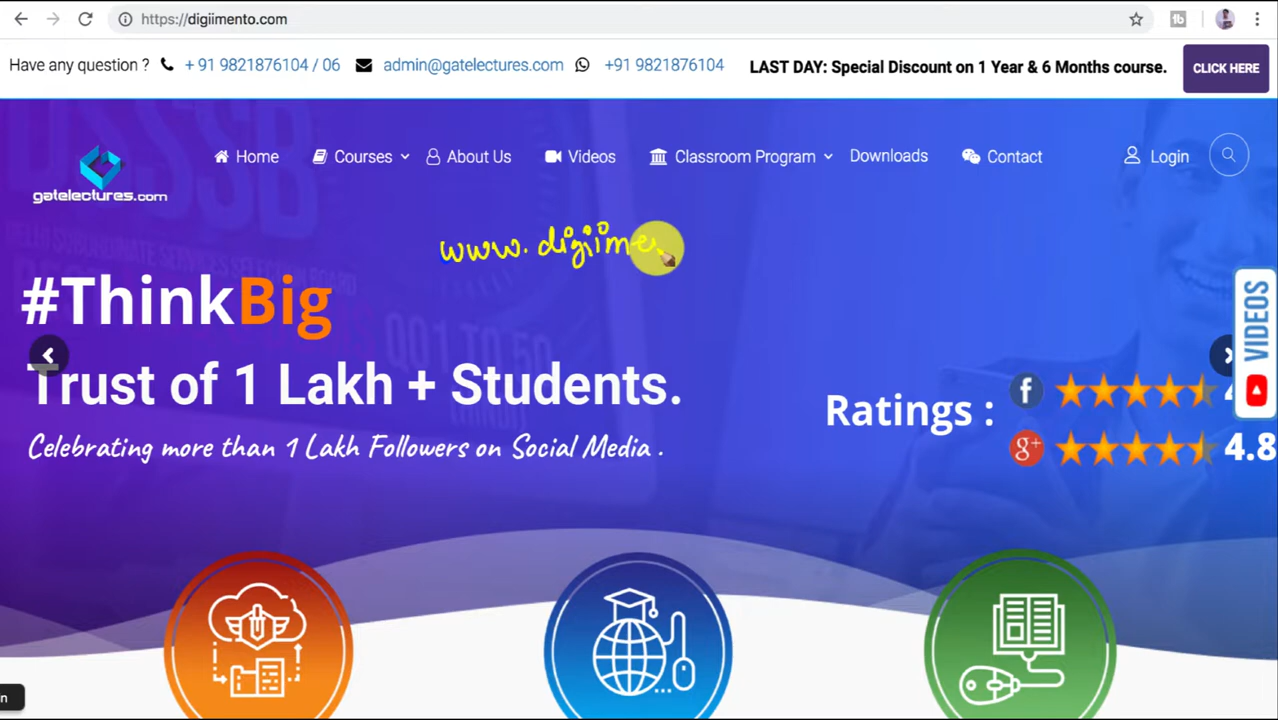 https://digiimento.com
Have any question ? + 91 9821876104 / 06 admin@gatelectures.com +91 9821876104 LAST DAY: Special Discount on 1 Year & 6 Months course. CLICK HERE
gatelectures.com
Home Courses About Us Videos Classroom Program Downloads Contact Login
www.digiime
#ThinkBig
Trust of 1 Lakh + Students.
Celebrating more than 1 Lakh Followers on Social Media .
Ratings :
4.8
VIDEOS